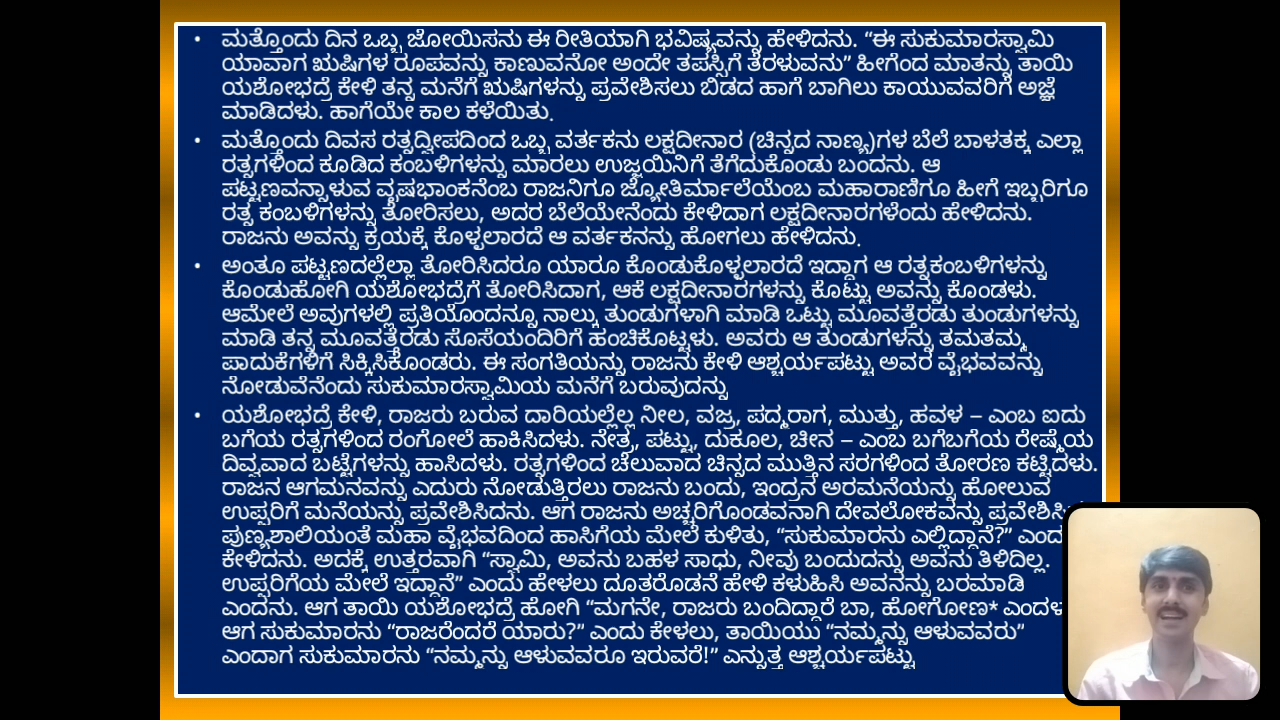 • ಮತ್ತೊಂದು ದಿನ ಒಬ್ಬ ಜೋಯಿಸನು ಈ ರೀತಿಯಾಗಿ ಭವಿಷ್ಯವನ್ನು ಹೇಳಿದನು. “ಈ ಸುಕುಮಾರಸ್ವಾಮಿ
ಯಾವಾಗ ಋಷಿಗಳ ರೂಪವನ್ನು ಕಾಣುವನೋ ಅಂದೇ ತಪಸ್ಸಿಗೆ ತೆರಳುವನು” ಹೀಗೆಂದ ಮಾತನ್ನು ತಾಯಿ
ಯಶೋಭದ್ರೆ ಕೇಳಿ ತನ್ನ ಮನೆಗೆ ಋಷಿಗಳನ್ನು ಪ್ರವೇಶಿಸಲು ಬಿಡದ ಹಾಗೆ ಬಾಗಿಲು ಕಾಯುವವರಿಗೆ ಅಜ್ಞೆ
ಮಾಡಿದಳು. ಹಾಗೆಯೇ ಕಾಲ ಕಳೆಯಿತು.
• ಮತ್ತೊಂದು ದಿವಸ ರತ್ನದ್ವೀಪದಿಂದ ಒಬ್ಬ ವರ್ತಕನು ಲಕ್ಷದೀನಾರ (ಚಿನ್ನದ ನಾಣ್ಯ)ಗಳ ಬೆಲೆ ಬಾಳತಕ್ಕ ಎಲ್ಲಾ
ರತ್ನಗಳಿಂದ ಕೂಡಿದ ಕಂಬಳಿಗಳನ್ನು ಮಾರಲು ಉಜ್ಜಯಿನಿಗೆ ತೆಗೆದುಕೊಂಡು ಬಂದನು. ಆ
ಪಟ್ಟಣವನ್ನಾಳುವ ವೃಷಭಾಂಕನೆಂಬ ರಾಜನಿಗೂ ಜ್ಯೋತಿರ್ಮಾಲೆಯೆಂಬ ಮಹಾರಾಣಿಗೂ ಹೀಗೆ ಇಬ್ಬರಿಗೂ
ರತ್ನ ಕಂಬಳಿಗಳನ್ನು ತೋರಿಸಲು, ಅದರ ಬೆಲೆಯೇನೆಂದು ಕೇಳಿದಾಗ ಲಕ್ಷದೀನಾರಗಳೆಂದು ಹೇಳಿದನು.
ರಾಜನು ಅವನ್ನು ಕ್ರಯಕ್ಕೆ ಕೊಳ್ಳಲಾರದೆ ಆ ವರ್ತಕನನ್ನು ಹೋಗಲು ಹೇಳಿದನು.
• ಅಂತೂ ಪಟ್ಟಣದಲ್ಲೆಲ್ಲಾ ತೋರಿಸಿದರೂ ಯಾರೂ ಕೊಂಡುಕೊಳ್ಳಲಾರದೆ ಇದ್ದಾಗ ಆ ರತ್ನಕಂಬಳಿಗಳನ್ನು
ಕೊಂಡುಹೋಗಿ ಯಶೋಭದ್ರೆಗೆ ತೋರಿಸಿದಾಗ, ಆಕೆ ಲಕ್ಷದೀನಾರಗಳನ್ನು ಕೊಟ್ಟು ಅವನ್ನು ಕೊಂಡಳು.
ಆಮೇಲೆ ಅವುಗಳಲ್ಲಿ ಪ್ರತಿಯೊಂದನ್ನೂ ನಾಲ್ಕು ತುಂಡುಗಳಾಗಿ ಮಾಡಿ ಒಟ್ಟು ಮೂವತ್ತೆರಡು ತುಂಡುಗಳನ್ನು
ಮಾಡಿ ತನ್ನ ಮೂವತ್ತೆರಡು ಸೊಸೆಯಂದಿರಿಗೆ ಹಂಚಿಕೊಟ್ಟಳು. ಅವರು ಆ ತುಂಡುಗಳನ್ನು ತಮತಮ್ಮ
ಪಾದುಕೆಗಳಿಗೆ ಸಿಕ್ಕಿಸಿಕೊಂಡರು. ಈ ಸಂಗತಿಯನ್ನು ರಾಜನು ಕೇಳಿ ಆಶ್ಚರ್ಯಪಟ್ಟು ಅವರ ವೈಭವವನ್ನು
ನೋಡುವೆನೆಂದು ಸುಕುಮಾರಸ್ವಾಮಿಯ ಮನೆಗೆ ಬರುವುದನ್ನು
• ಯಶೋಭದ್ರೆ ಕೇಳಿ, ರಾಜರು ಬರುವ ದಾರಿಯಲ್ಲೆಲ್ಲ ನೀಲ, ವಜ್ರ, ಪದ್ಮರಾಗ, ಮುತ್ತು, ಹವಳ – ಎಂಬ ಐದು
ಬಗೆಯ ರತ್ನಗಳಿಂದ ರಂಗೋಲೆ ಹಾಕಿಸಿದಳು. ನೇತ್ರ, ಪಟ್ಟು, ದುಕೂಲ, ಚೀನ – ಎಂಬ ಬಗೆಬಗೆಯ ರೇಷ್ಮೆಯ
ದಿವ್ಯವಾದ ಬಟ್ಟೆಗಳನ್ನು ಹಾಸಿದಳು. ರತ್ನಗಳಿಂದ ಚೆಲುವಾದ ಚಿನ್ನದ ಮುತ್ತಿನ ಸರಗಳಿಂದ ತೋರಣ ಕಟ್ಟಿದಳು.
ರಾಜನ ಆಗಮನವನ್ನು ಎದುರು ನೋಡುತ್ತಿರಲು ರಾಜನು ಬಂದು, ಇಂದ್ರನ ಅರಮನೆಯನ್ನು ಹೋಲುವ
ಉಪ್ಪರಿಗೆ ಮನೆಯನ್ನು ಪ್ರವೇಶಿಸಿದನು. ಆಗ ರಾಜನು ಅಚ್ಚರಿಗೊಂಡವನಾಗಿ ದೇವಲೋಕವನ್ನು
ಪುಣ್ಯಶಾಲಿಯಂತೆ ಮಹಾ ವೈಭವದಿಂದ ಹಾಸಿಗೆಯ ಮೇಲೆ ಕುಳಿತು, “ಸುಕುಮಾರನು ಎಲ್ಲಿದ್ದಾನೆ?”
ಕೇಳಿದನು. ಅದಕ್ಕೆ ಉತ್ತರವಾಗಿ “ಸ್ವಾಮಿ, ಅವನು ಬಹಳ ಸಾಧು, ನೀವು ಬಂದುದನ್ನು ಅವನು ತಿಳಿದಿಲ್ಲ.
ಉಪ್ಪರಿಗೆಯ ಮೇಲೆ ಇದ್ದಾನೆ” ಎಂದು ಹೇಳಲು ದೂತರೊಡನೆ ಹೇಳಿ ಕಳುಹಿಸಿ ಅವನನ್ನು ಬರಮಾಡಿ
ಎಂದನು. ಆಗ ತಾಯಿ ಯಶೋಭದ್ರೆ ಹೋಗಿ “ಮಗನೇ, ರಾಜರು ಬಂದಿದ್ದಾರೆ ಬಾ, ಹೋಗೋಣ*
ಆಗ ಸುಕುಮಾರನು “ರಾಜರೆಂದರೆ ಯಾರು?” ಎಂದು ಕೇಳಲು, ತಾಯಿಯು “ನಮ್ಮನ್ನು ಆಳುವವರು”
ಎಂದಾಗ ಸುಕುಮಾರನು “ನಮ್ಮನ್ನು ಆಳುವವರೂ ಇರುವರೆ!” ಎನ್ನುತ್ತ ಆಶ್ಚರ್ಯಪಟ್ಟು